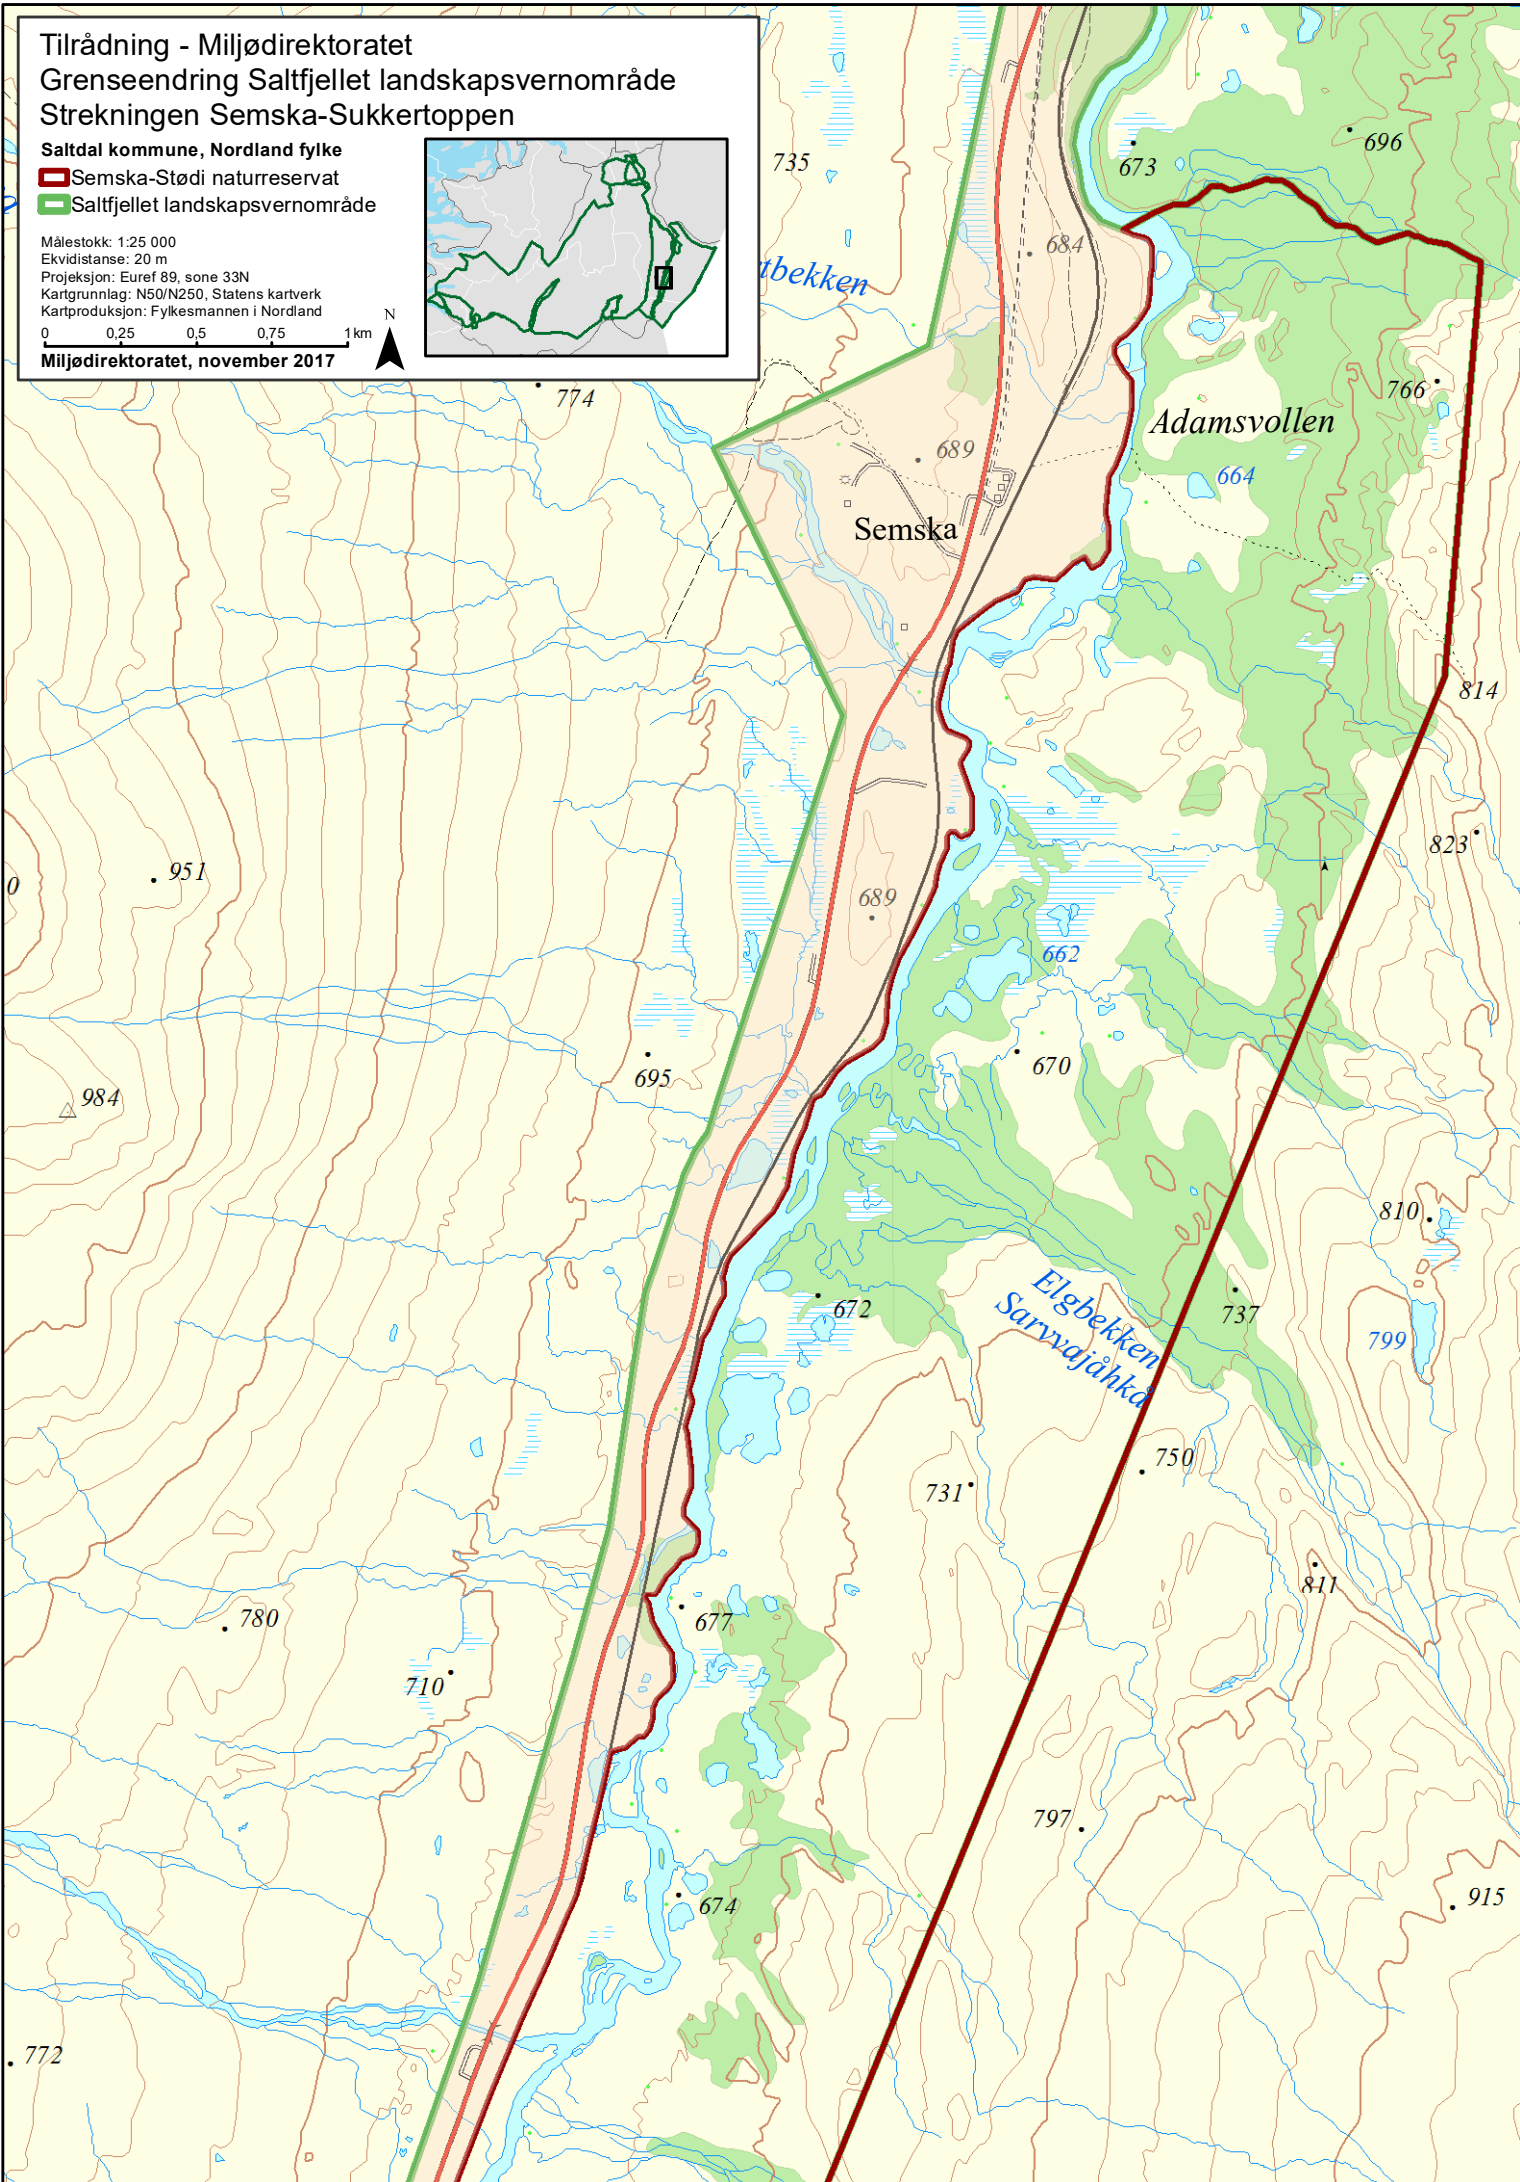 Tilrådning - Miljødirektoratet
Grenseendring Saltfjellet landskapsvernområde
Strekningen Semska-Sukkertoppen
Saltdal kommune, Nordland fylke
Semska-Stødi naturreservat
Saltfjellet landskapsvernområde
Målestokk: 1:25 000
Ekvidistanse: 20 m
Projeksjon: Euref 89, sone 33N
Kartgrunnlag: N50/N250, Statens kartverk
Kartproduksjon: Fylkesmannen i Nordland
0 0,25 0,5 0,75 1 km
N
Miljødirektoratet, november 2017
735
673
696
684
tbekken
774
766
Adamsvollen
689
664
Semska
814
823
951
0
689
662
695
670
984
810
672
Elgbekken
Sarvvajåhkå
737
799
750
731
811
780
677
710
797
674
915
772